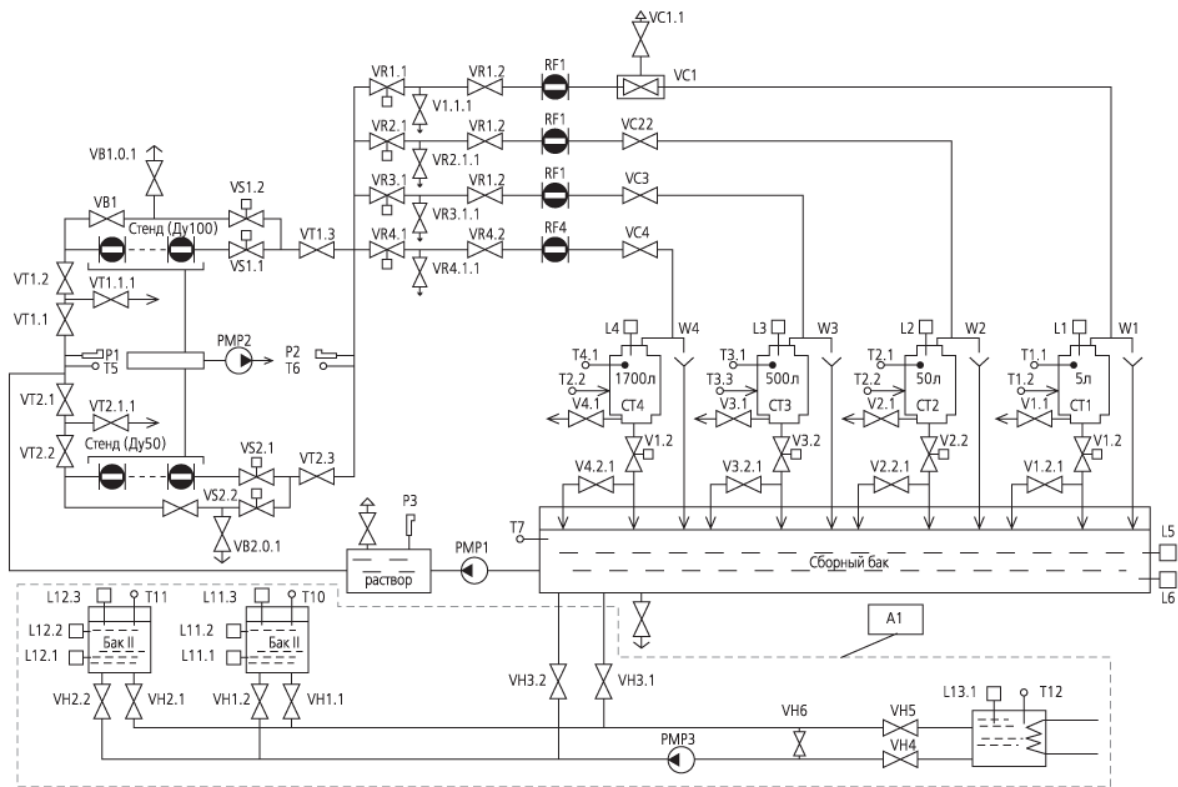 VC1.1
VR1.1
VR1.2
RF1
VC1
V1.1.1
VR2.1
VR1.2
RF1
VC22
VB1.0.1
VR2.1.1
VS1.2
VR3.1
VR1.2
RF1
VC3
VB1
Стенд (Ду100)
VR3.1.1
VT1.3
VR4.1
VR4.2
RF4
VC4
VS1.1
VR4.1.1
VT1.2
VT1.1.1
VT1.1
L4
W4
L3
W3
L2
W2
L1
W1
P1
T5
PMP2
P2
T6
T4.1
1700л
T3.1
500л
T2.1
50л
T1.1
5л
T2.2
T3.3
T2.2
T1.2
VT2.1
VT2.1.1
V4.1
СТ4
V3.1
СТ3
V2.1
СТ2
V1.1
СТ1
VT2.2
Стенд (Ду50)
VS2.1
VT2.3
V1.2
V3.2
V2.2
V1.2
V4.2.1
V3.2.1
V2.2.1
V1.2.1
VS2.2
P3
VB2.0.1
T7
L5
PMP1
Сборный бак
раствор
L6
L12.3
T11
L11.3
T10
A1
L12.2
L11.2
Бак II
Бак II
L12.1
L11.1
VH2.2
VH2.1
VH1.2
VH1.1
VH3.2
VH3.1
L13.1
T12
VH6
VH5
PMP3
VH4